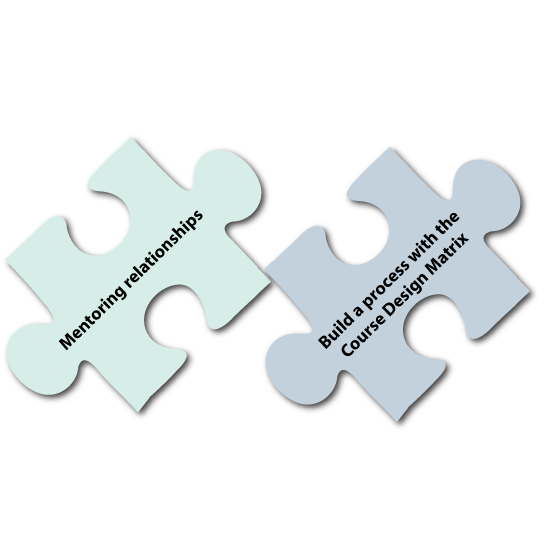 Mentoring relationships
Build a process with the
Course Design Matrix